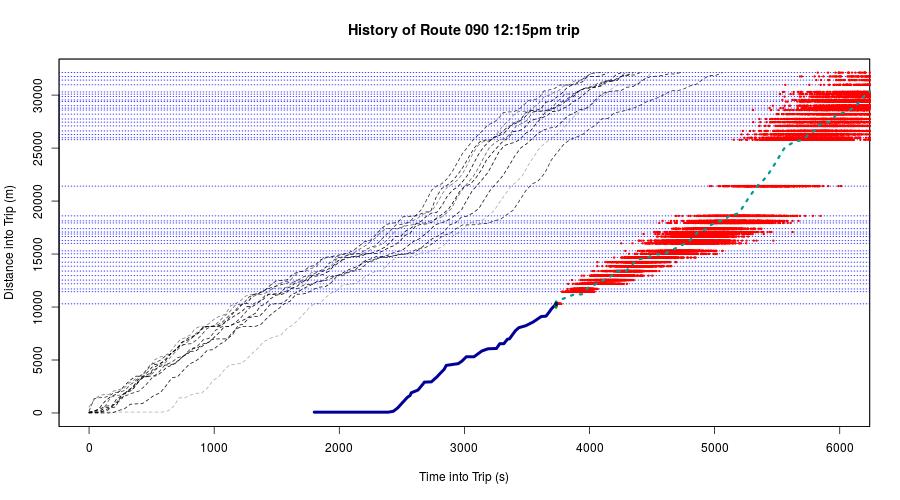 History of Route 090 12:15pm trip
Distance into Trip (m)
30000
25000
20000
15000
10000
5000
0
0 1000 2000 3000 4000 5000 6000
Time into Trip (s)